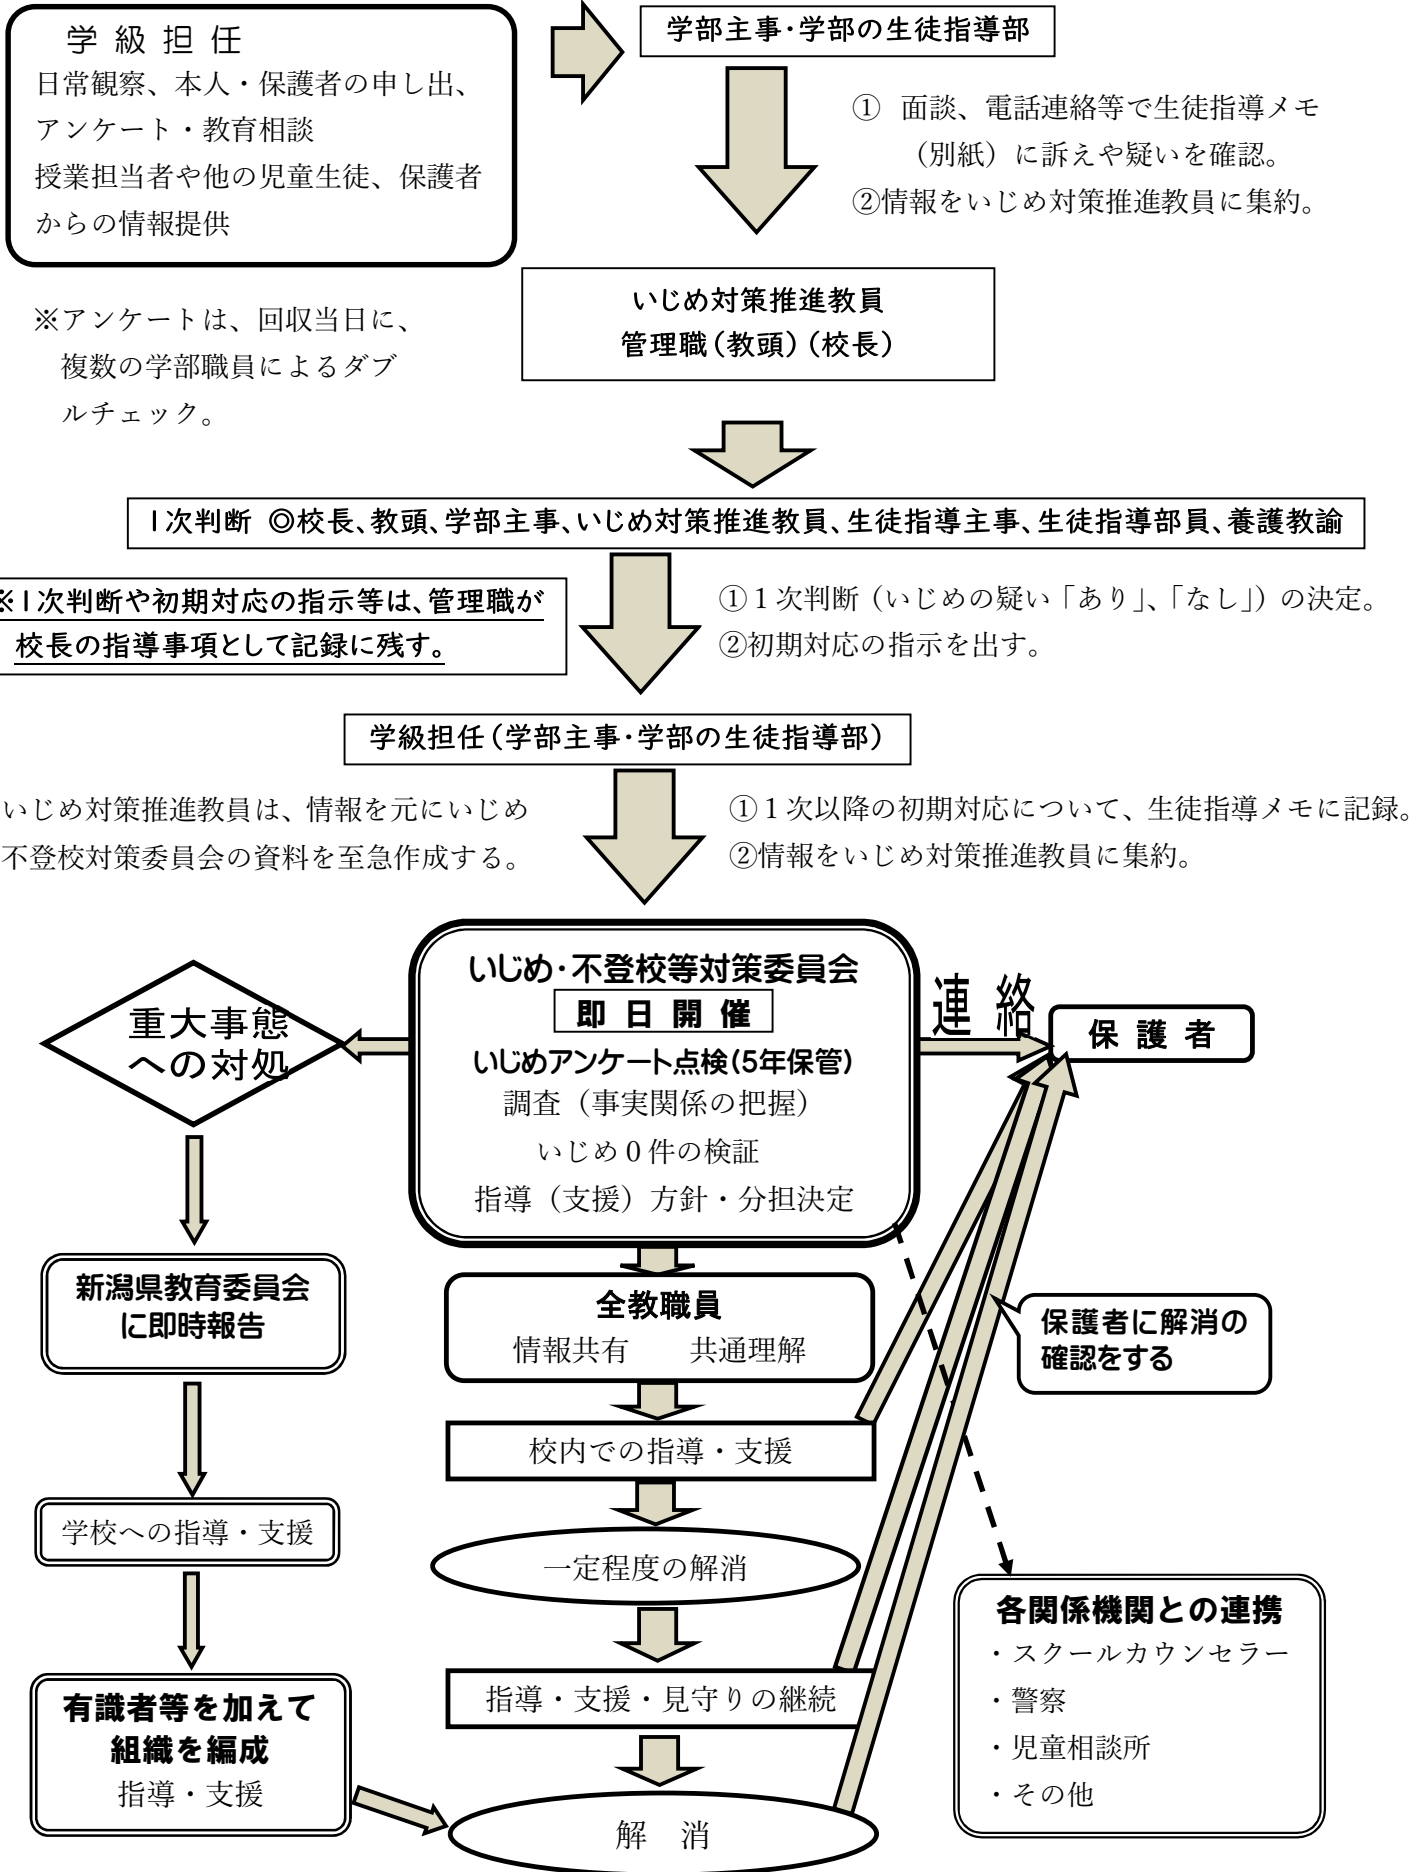 学 級 担 任
日常観察、本人・保護者の申し出、
アンケート・教育相談
授業担当者や他の児童生徒、保護者
からの情報提供
学部主事・学部の生徒指導部
① 面談、電話連絡等で生徒指導メモ
（別紙）に訴えや疑いを確認。
②情報をいじめ対策推進教員に集約。
※アンケートは、回収当日に、
複数の学部職員によるダブ
ルチェック。
いじめ対策推進教員
管理職（教頭）（校長）
1次判断 ◎校長、教頭、学部主事、いじめ対策推進教員、生徒指導主事、生徒指導部員、養護教諭
※1次判断や初期対応の指示等は、管理職が
校長の指導事項として記録に残す。
①１次判断（いじめの疑い「あり」、「なし」）の決定。
②初期対応の指示を出す。
学級担任（学部主事・学部の生徒指導部）
いじめ対策推進教員は、情報を元にいじめ
不登校対策委員会の資料を至急作成する。
①１次以降の初期対応について、生徒指導メモに記録。
②情報をいじめ対策推進教員に集約。
いじめ・不登校等対策委員会
即 日 開 催
いじめアンケート点検（5年保管）
調査（事実関係の把握）
いじめ０件の検証
指導（支援）方針・分担決定
重大事態
への対処
連 絡
保 護 者
新潟県教育委員会
に即時報告
全教職員
情報共有 共通理解
保護者に解消の
確認をする
校内での指導・支援
学校への指導・支援
一定程度の解消
各関係機関との連携
・スクールカウンセラー
・警察
・児童相談所
・その他
有識者等を加えて
組織を編成
指導・支援
指導・支援・見守りの継続
解 消